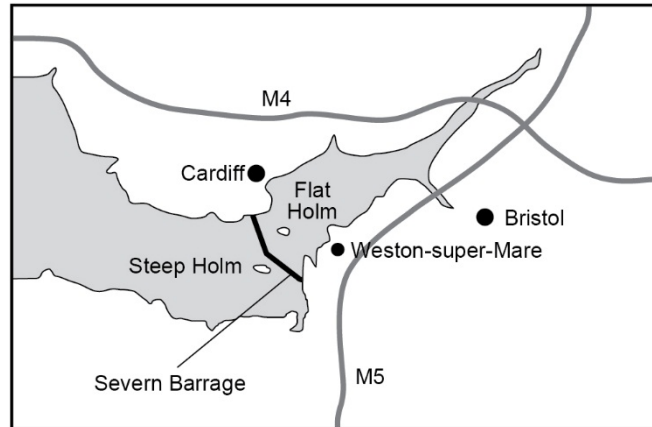 M4
Cardiff
Flat
Holm
Bristol
Weston-super-Mare
Steep Holm
M5
Severn Barrage